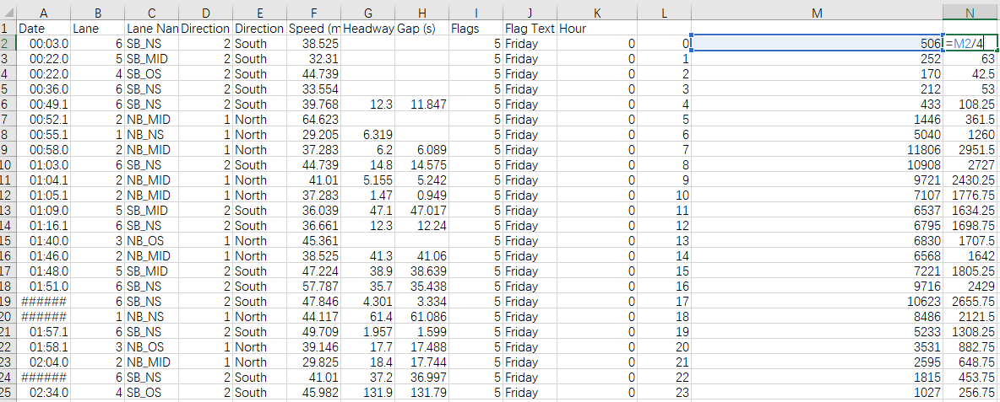 A B C D E F G H I J K L M N
1 Date Lane Lane Nan Direction Direction Speed (m Headway Gap (s) Flags Flag Text Hour
2 00:03.0 6 SB_NS 2 South 38.525 5 Friday 0 0 506 =M2/4
3 00:22.0 5 SB_MID 2 South 32.31 5 Friday 0 1 252 63
4 00:22.0 4 SB_OS 2 South 44.739 5 Friday 0 2 170 42.5
5 00:36.0 6 SB_NS 2 South 33.554 5 Friday 0 3 212 53
6 00:49.1 6 SB_NS 2 South 39.768 12.3 11.847 5 Friday 0 4 433 108.25
7 00:52.1 2 NB_MID 1 North 64.623 5 Friday 0 5 1446 361.5
8 00:55.1 1 NB_NS 1 North 29.205 6.319 5 Friday 0 6 5040 1260
9 00:58.0 2 NB_MID 1 North 37.283 6.2 6.089 5 Friday 0 7 11806 2951.5
10 01:03.0 6 SB_NS 2 South 44.739 14.8 14.575 5 Friday 0 8 10908 2727
11 01:04.1 2 NB_MID 1 North 41.01 5.155 5.242 5 Friday 0 9 9721 2430.25
12 01:05.1 2 NB_MID 1 North 37.283 1.47 0.949 5 Friday 0 10 7107 1776.75
13 01:09.0 5 SB_MID 2 South 36.039 47.1 47.017 5 Friday 0 11 6537 1634.25
14 01:16.1 6 SB_NS 2 South 36.661 12.3 12.24 5 Friday 0 12 6795 1698.75
15 01:40.0 3 NB_OS 1 North 45.361 5 Friday 0 13 6830 1707.5
16 01:46.0 2 NB_MID 1 North 38.525 41.3 41.06 5 Friday 0 14 6568 1642
17 01:48.0 5 SB_MID 2 South 47.224 38.9 38.639 5 Friday 0 15 7221 1805.25
18 01:51.0 6 SB_NS 2 South 57.787 35.7 35.438 5 Friday 0 16 9716 2429
19 ###### 6 SB_NS 2 South 47.846 4.301 3.334 5 Friday 0 17 10623 2655.75
20 ###### 1 NB_NS 1 North 44.117 61.4 61.086 5 Friday 0 18 8486 2121.5
21 01:57.1 6 SB_NS 2 South 49.709 1.957 1.599 5 Friday 0 19 5233 1308.25
22 01:58.1 3 NB_OS 1 North 39.146 17.7 17.488 5 Friday 0 20 3531 882.75
23 02:04.0 2 NB_MID 1 North 29.825 18.4 17.744 5 Friday 0 21 2595 648.75
24 ###### 6 SB_NS 2 South 41.01 37.2 36.997 5 Friday 0 22 1815 453.75
25 02:34.0 4 SB_OS 2 South 45.982 131.9 131.79 5 Friday 0 23 1027 256.75